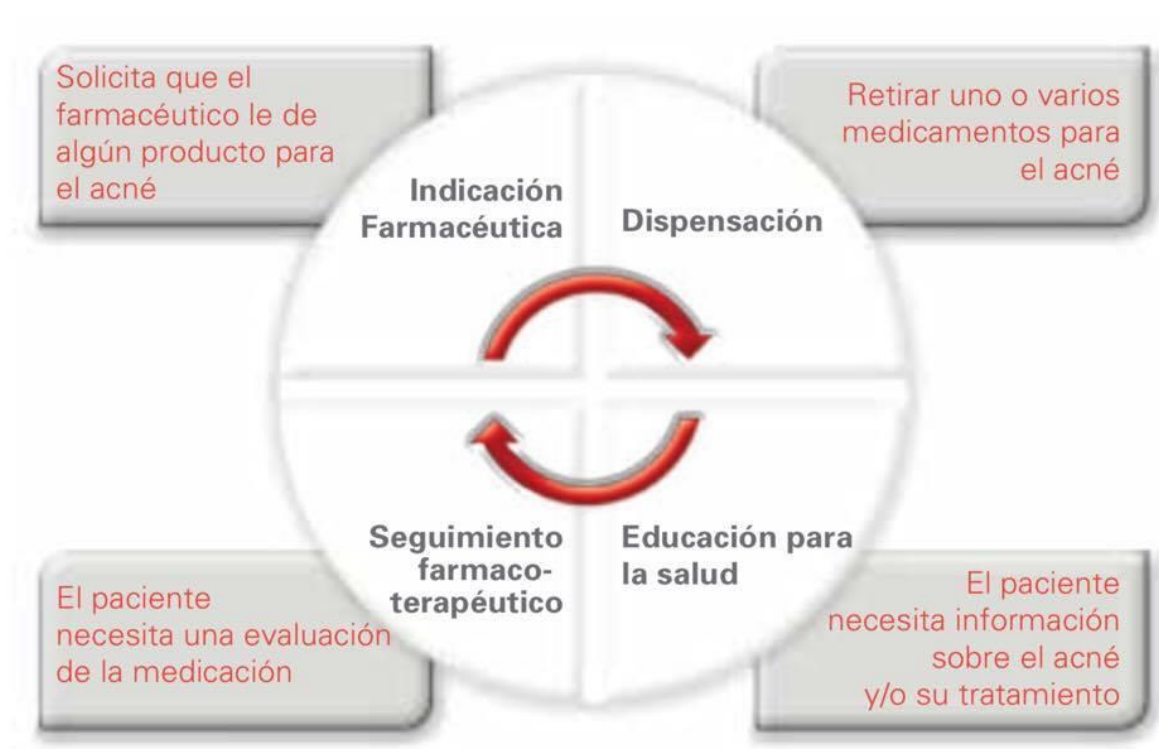 Solicita que el
farmacéutico le de
algún producto para
el acné
Retirar uno o varios
medicamentos para
el acné
Indicación
Farmacéutica
Dispensación
Seguimiento
farmaco-
terapéutico
Educación para
la salud
El paciente
necesita una evaluación
de la medicación
El paciente
necesita información
sobre el acné
y/o su tratamiento